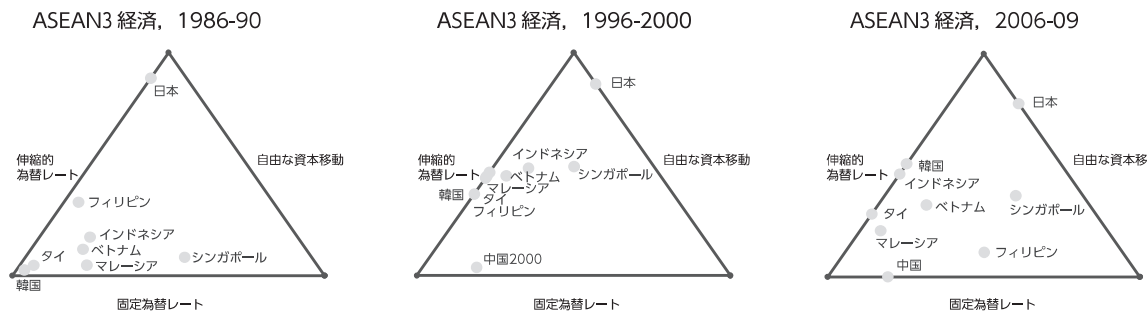 ASEAN3 経済, 1986-90
日本
伸縮的
為替レート
自由な資本移動
フィリピン
インドネシア
ベトナム
タイ
マレーシア
シンガポール
韓国
固定為替レート
ASEAN3 経済, 1996-2000
日本
伸縮的
為替レート
インドネシア
自由な資本移動
ベトナム
シンガポール
マレーシア
韓国
タイ
フィリピン
中国2000
固定為替レート
ASEAN3 経済, 2006-09
日本
伸縮的
為替レート
韓国
自由な資本移動
インドネシア
タイ
ベトナム
シンガポール
マレーシア
フィリピン
中国
固定為替レート